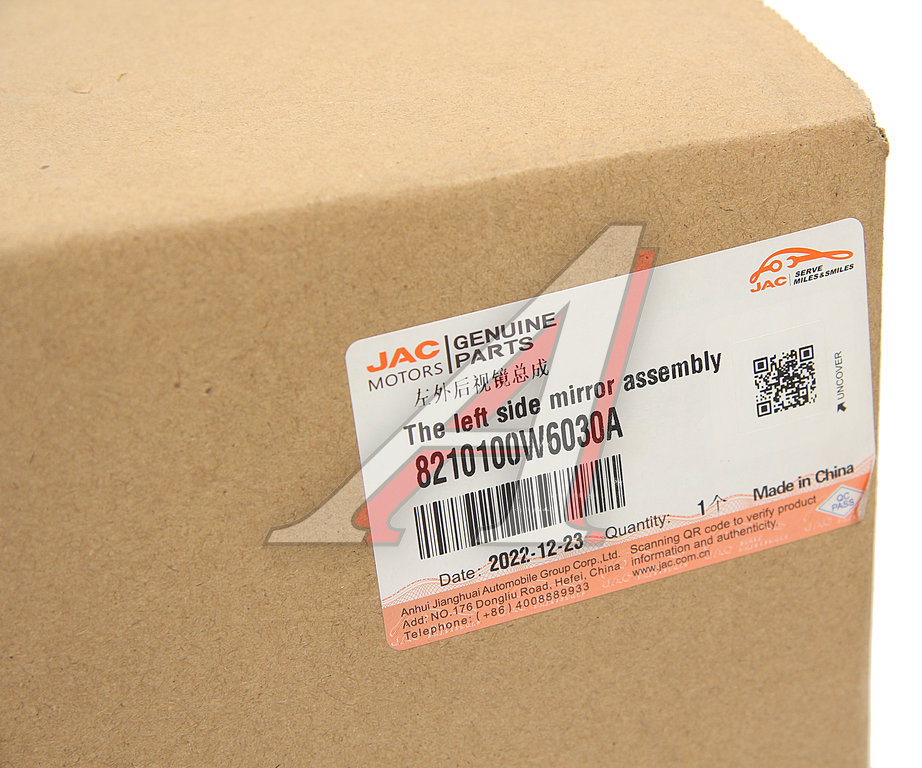 JAC
SERVE
MILES&SMILES
JAC
MOTORS
GENUINE
PARTS
左外后视镜总成
The left side mirror assembly
8210100W6030A
UNCOVER
Quantity: 1个 Made in China
Date: 2022-12-23
QC
PASS
Anhui Jianghuai Automobile Group Corp., Ltd.
Add: NO.176 Dongliu Road, Hefei, China
Telephone: (+86) 4008889933
Scanning QR code to verify product
information and authenticity.
www.jac.com.cn